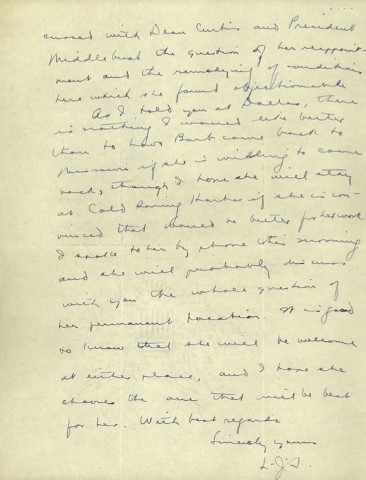 cussed with Dean Curtis and President
Middlebush the question of her reappoint-
ment and the remedying of conditions
here which she found objectionable.
As I told you at Dallas, there
is nothing I would like better
than to have Barb come back to
Missouri if she is willing to come
back, though I hope she will stay
at Cold Spring Harbor if she is con-
vinced that would be better for her work
I spoke to her by phone this morning
and she will probably discuss
with you the whole question of
her permanent location. It is good
to know that she will be welcome
at either place, and I hope she
chooses the one that will be best
for her. With best regards
Sincerely yours
L.J.S.